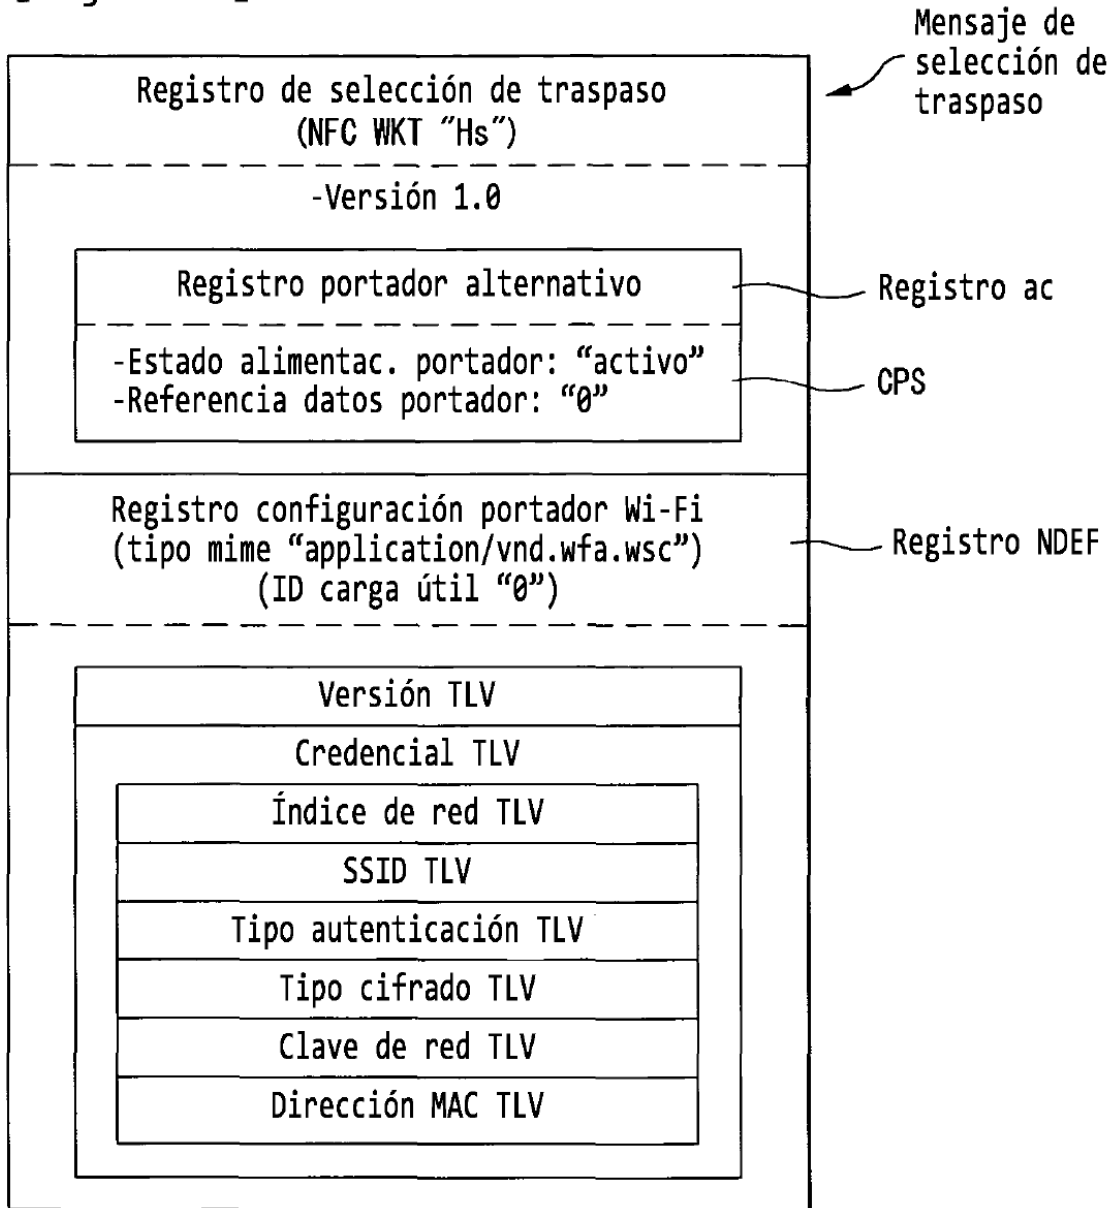 Mensaje de
selección de
traspaso
Registro de selección de traspaso
(NFC WKT "Hs")
-Versión 1.0
Registro portador alternativo
Registro ac
-Estado alimentac. portador: “activo”
-Referencia datos portador: “0”
CPS
Registro configuración portador Wi-Fi
(tipo mime “application/vnd.wfa.wsc”)
(ID carga útil “0”)
Registro NDEF
Versión TLV
Credencial TLV
Índice de red TLV
SSID TLV
Tipo autenticación TLV
Tipo cifrado TLV
Clave de red TLV
Dirección MAC TLV